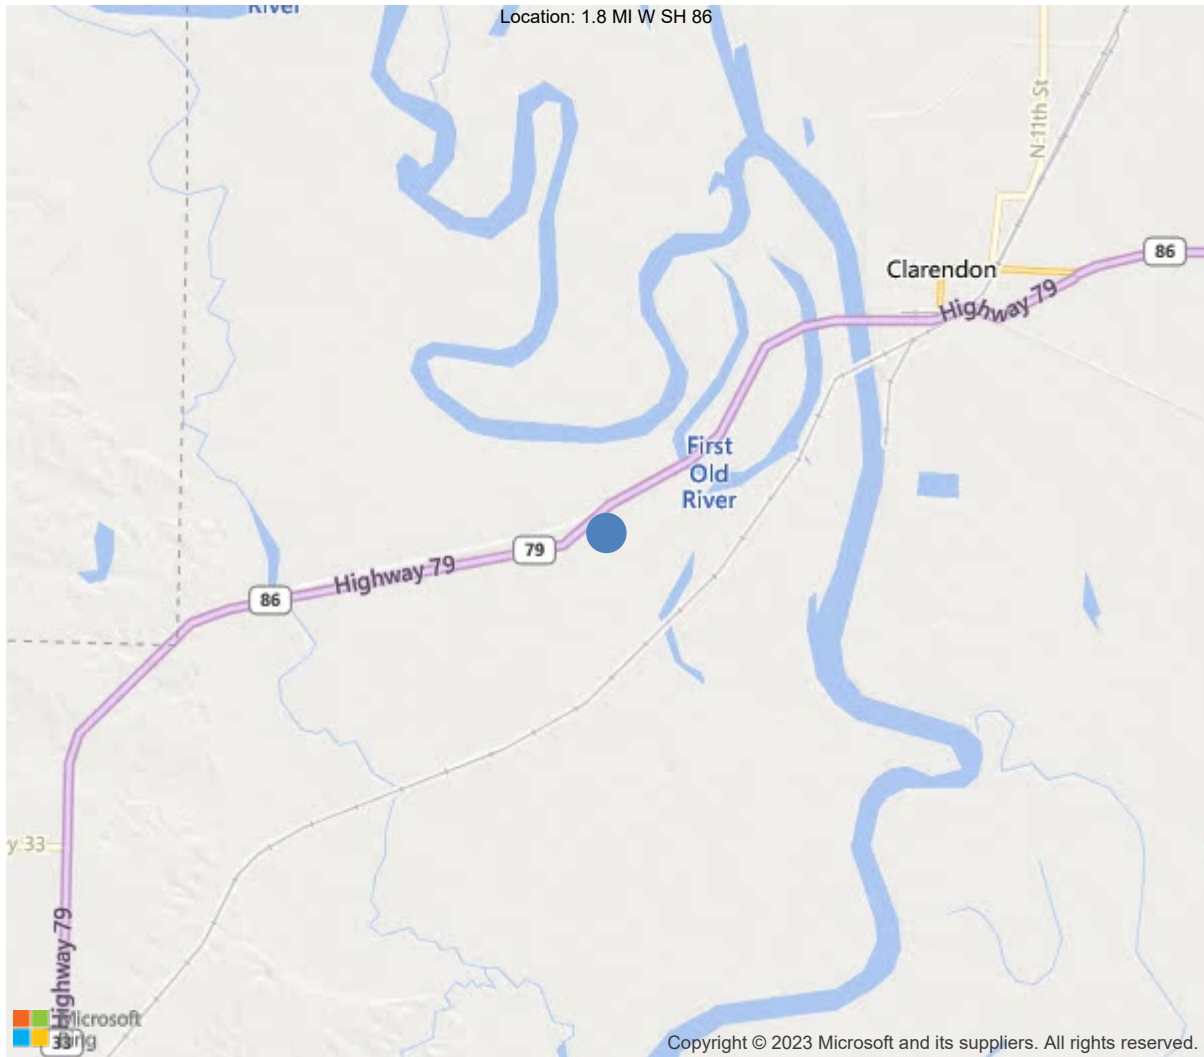 River
Location: 1.8 MI W SH 86
N 11th St
86
Clarendon
Highway 79
First
Old
River
79
Highway 79
86
y 33
Highway 79
Microsoft
Bing
33
Copyright © 2023 Microsoft and its suppliers. All rights reserved.